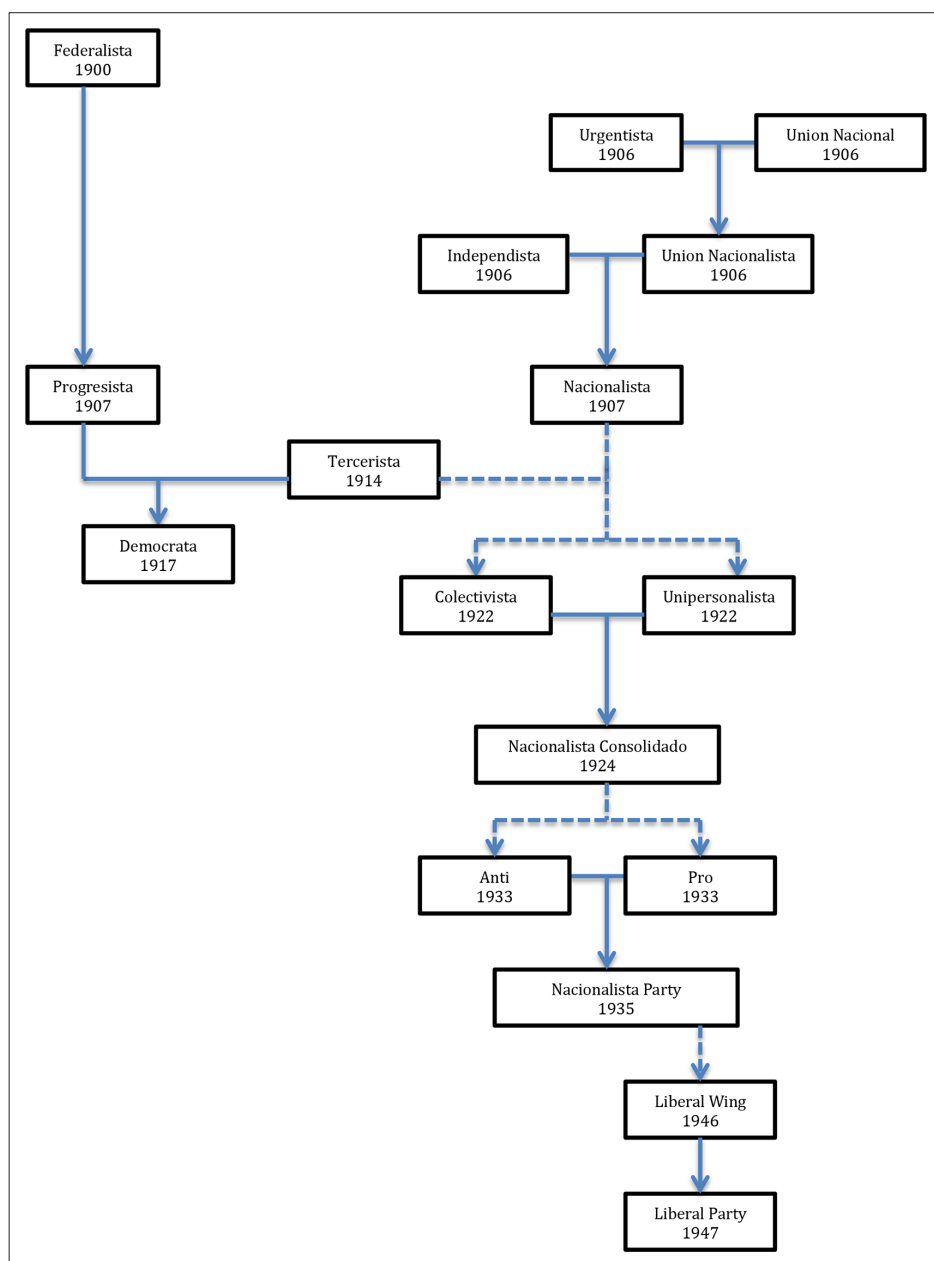 Federalista
1900
Urgentista
1906
Union Nacional
1906
Independista
1906
Union Nacionalista
1906
Progresista
1907
Nacionalista
1907
Tercerista
1914
Democrata
1917
Colectivista
1922
Unipersonalista
1922
Nacionalista Consolidado
1924
Anti
1933
Pro
1933
Nacionalista Party
1935
Liberal Wing
1946
Liberal Party
1947